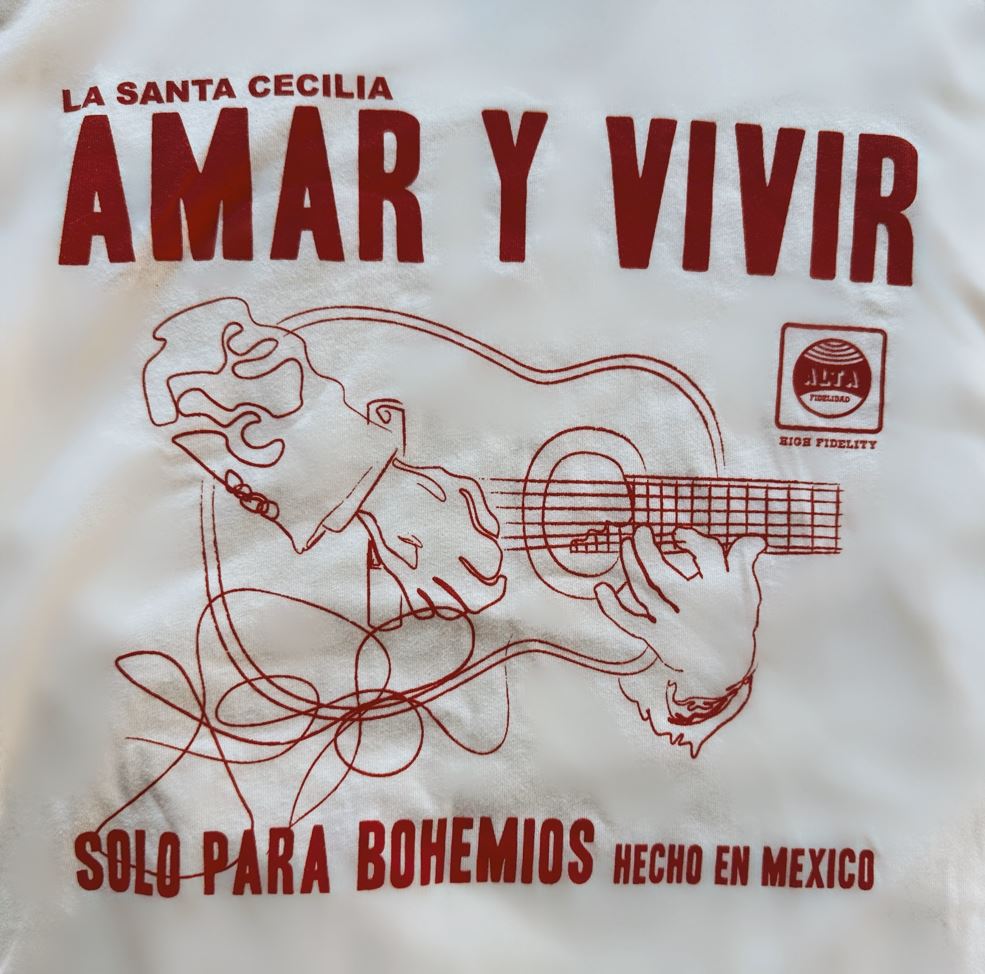 LA SANTA CECILIA
AMAR Y VIVIR
ALTA
FIDELIDAD
HIGH FIDELITY
SOLO PARA BOHEMIOS HECHO EN MEXICO